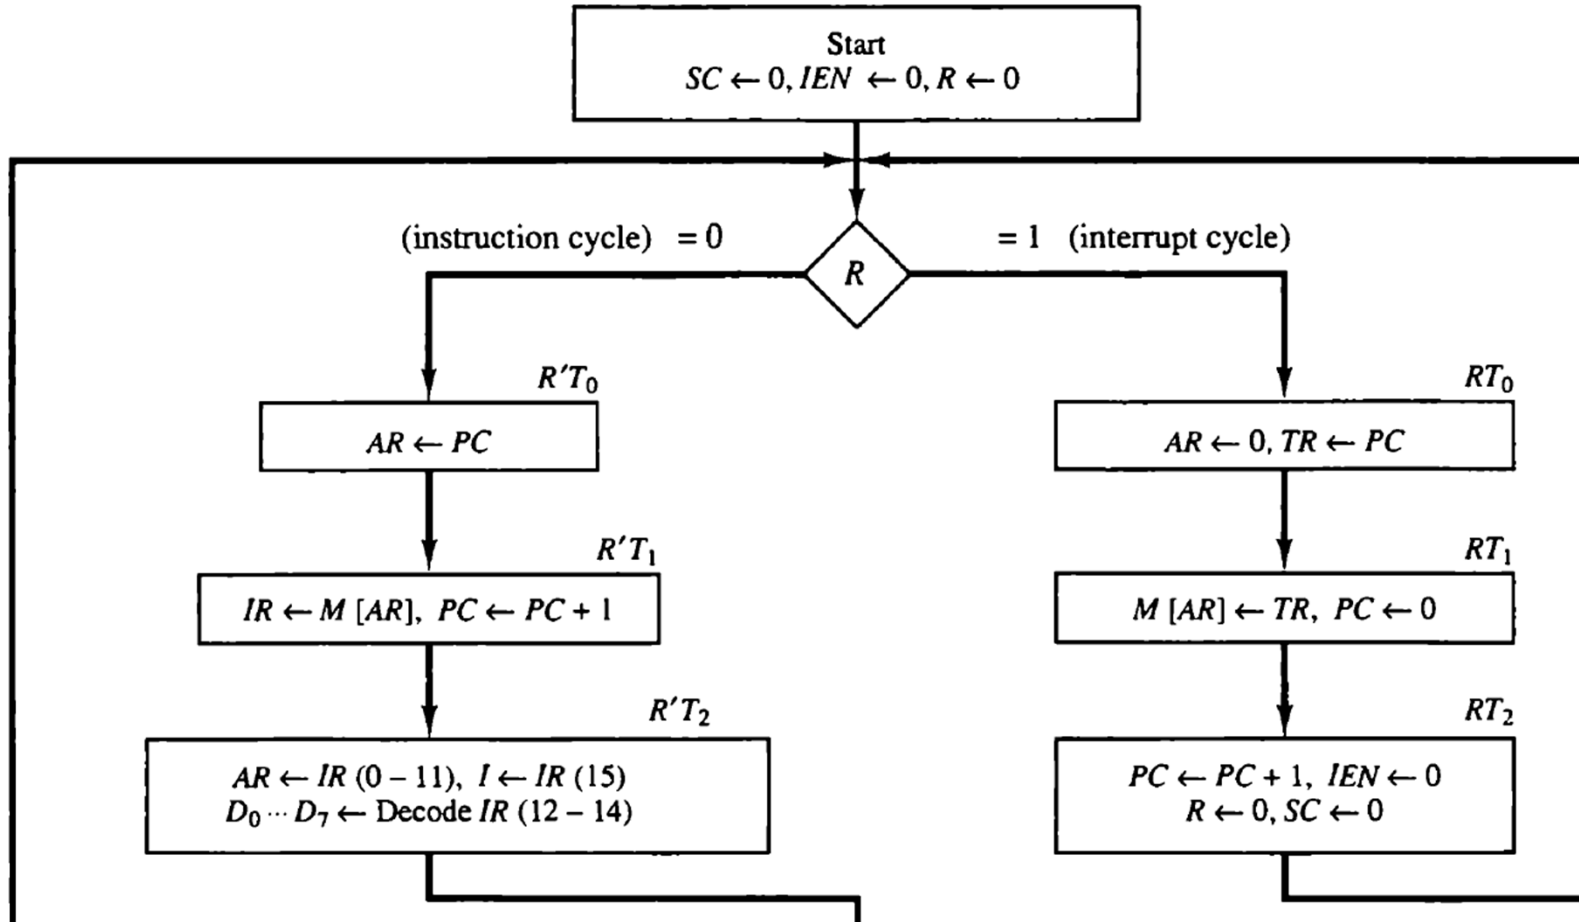 Start
SC ← 0, IEN ← 0, R ← 0
(instruction cycle) = 0
= 1 (interrupt cycle)
R
R′T₀
RT₀
AR ← PC
AR ← 0, TR ← PC
R′T₁
RT₁
IR ← M [AR], PC ← PC + 1
M [AR] ← TR, PC ← 0
R′T₂
RT₂
AR ← IR (0 – 11), I ← IR (15)
D₀ ··· D₇ ← Decode IR (12 – 14)
PC ← PC + 1, IEN ← 0
R ← 0, SC ← 0